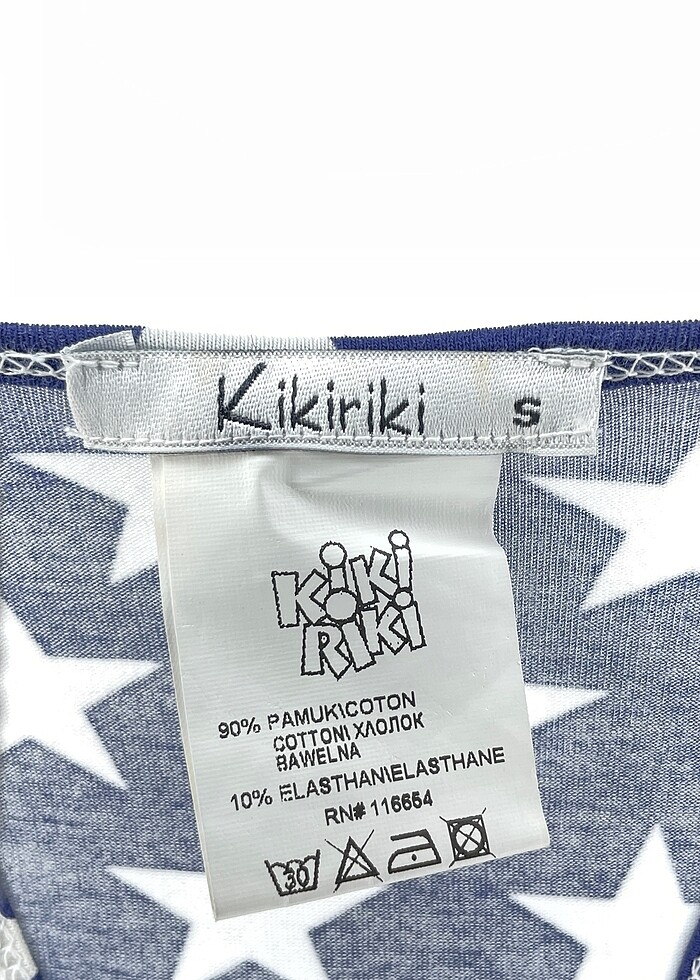 Kikiriki S
KiKi
RiKi
90% PAMUK\COTON
COTTON\ ХЛОПОК
BAWELNA
10% ELASTHAN\ELASTHANE
RN# 116654
30